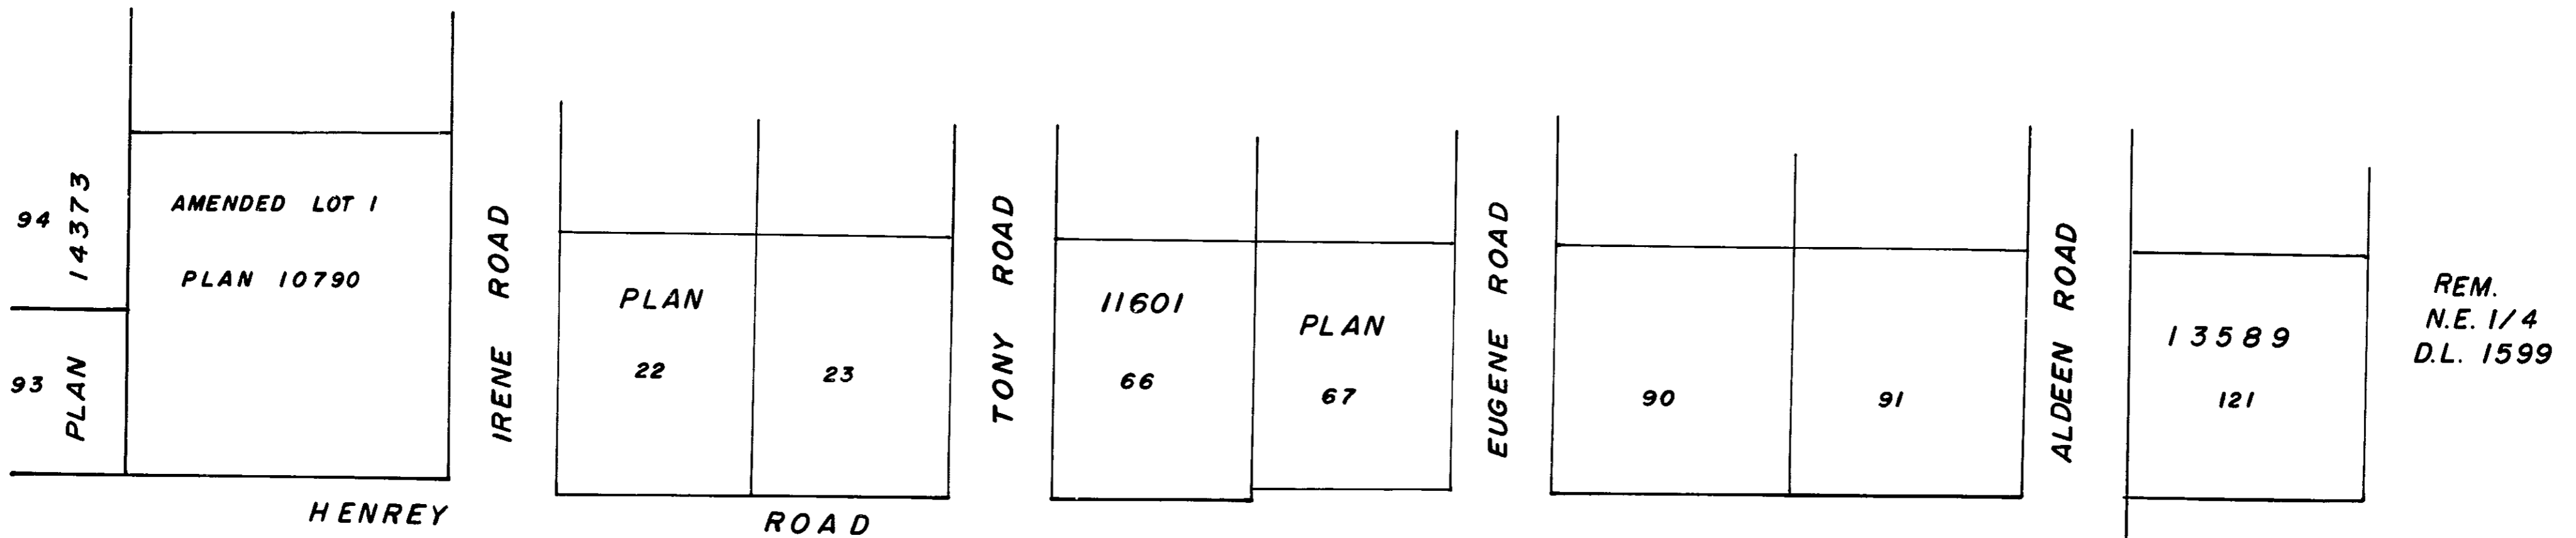 94
14373
93
PLAN
AMENDED LOT 1
PLAN 10790
IRENE ROAD
PLAN
22
23
TONY ROAD
11601
66
PLAN
67
EUGENE ROAD
90
91
ALDEEN ROAD
13589
121
REM.
N.E. 1/4
D.L. 1599
HENREY ROAD